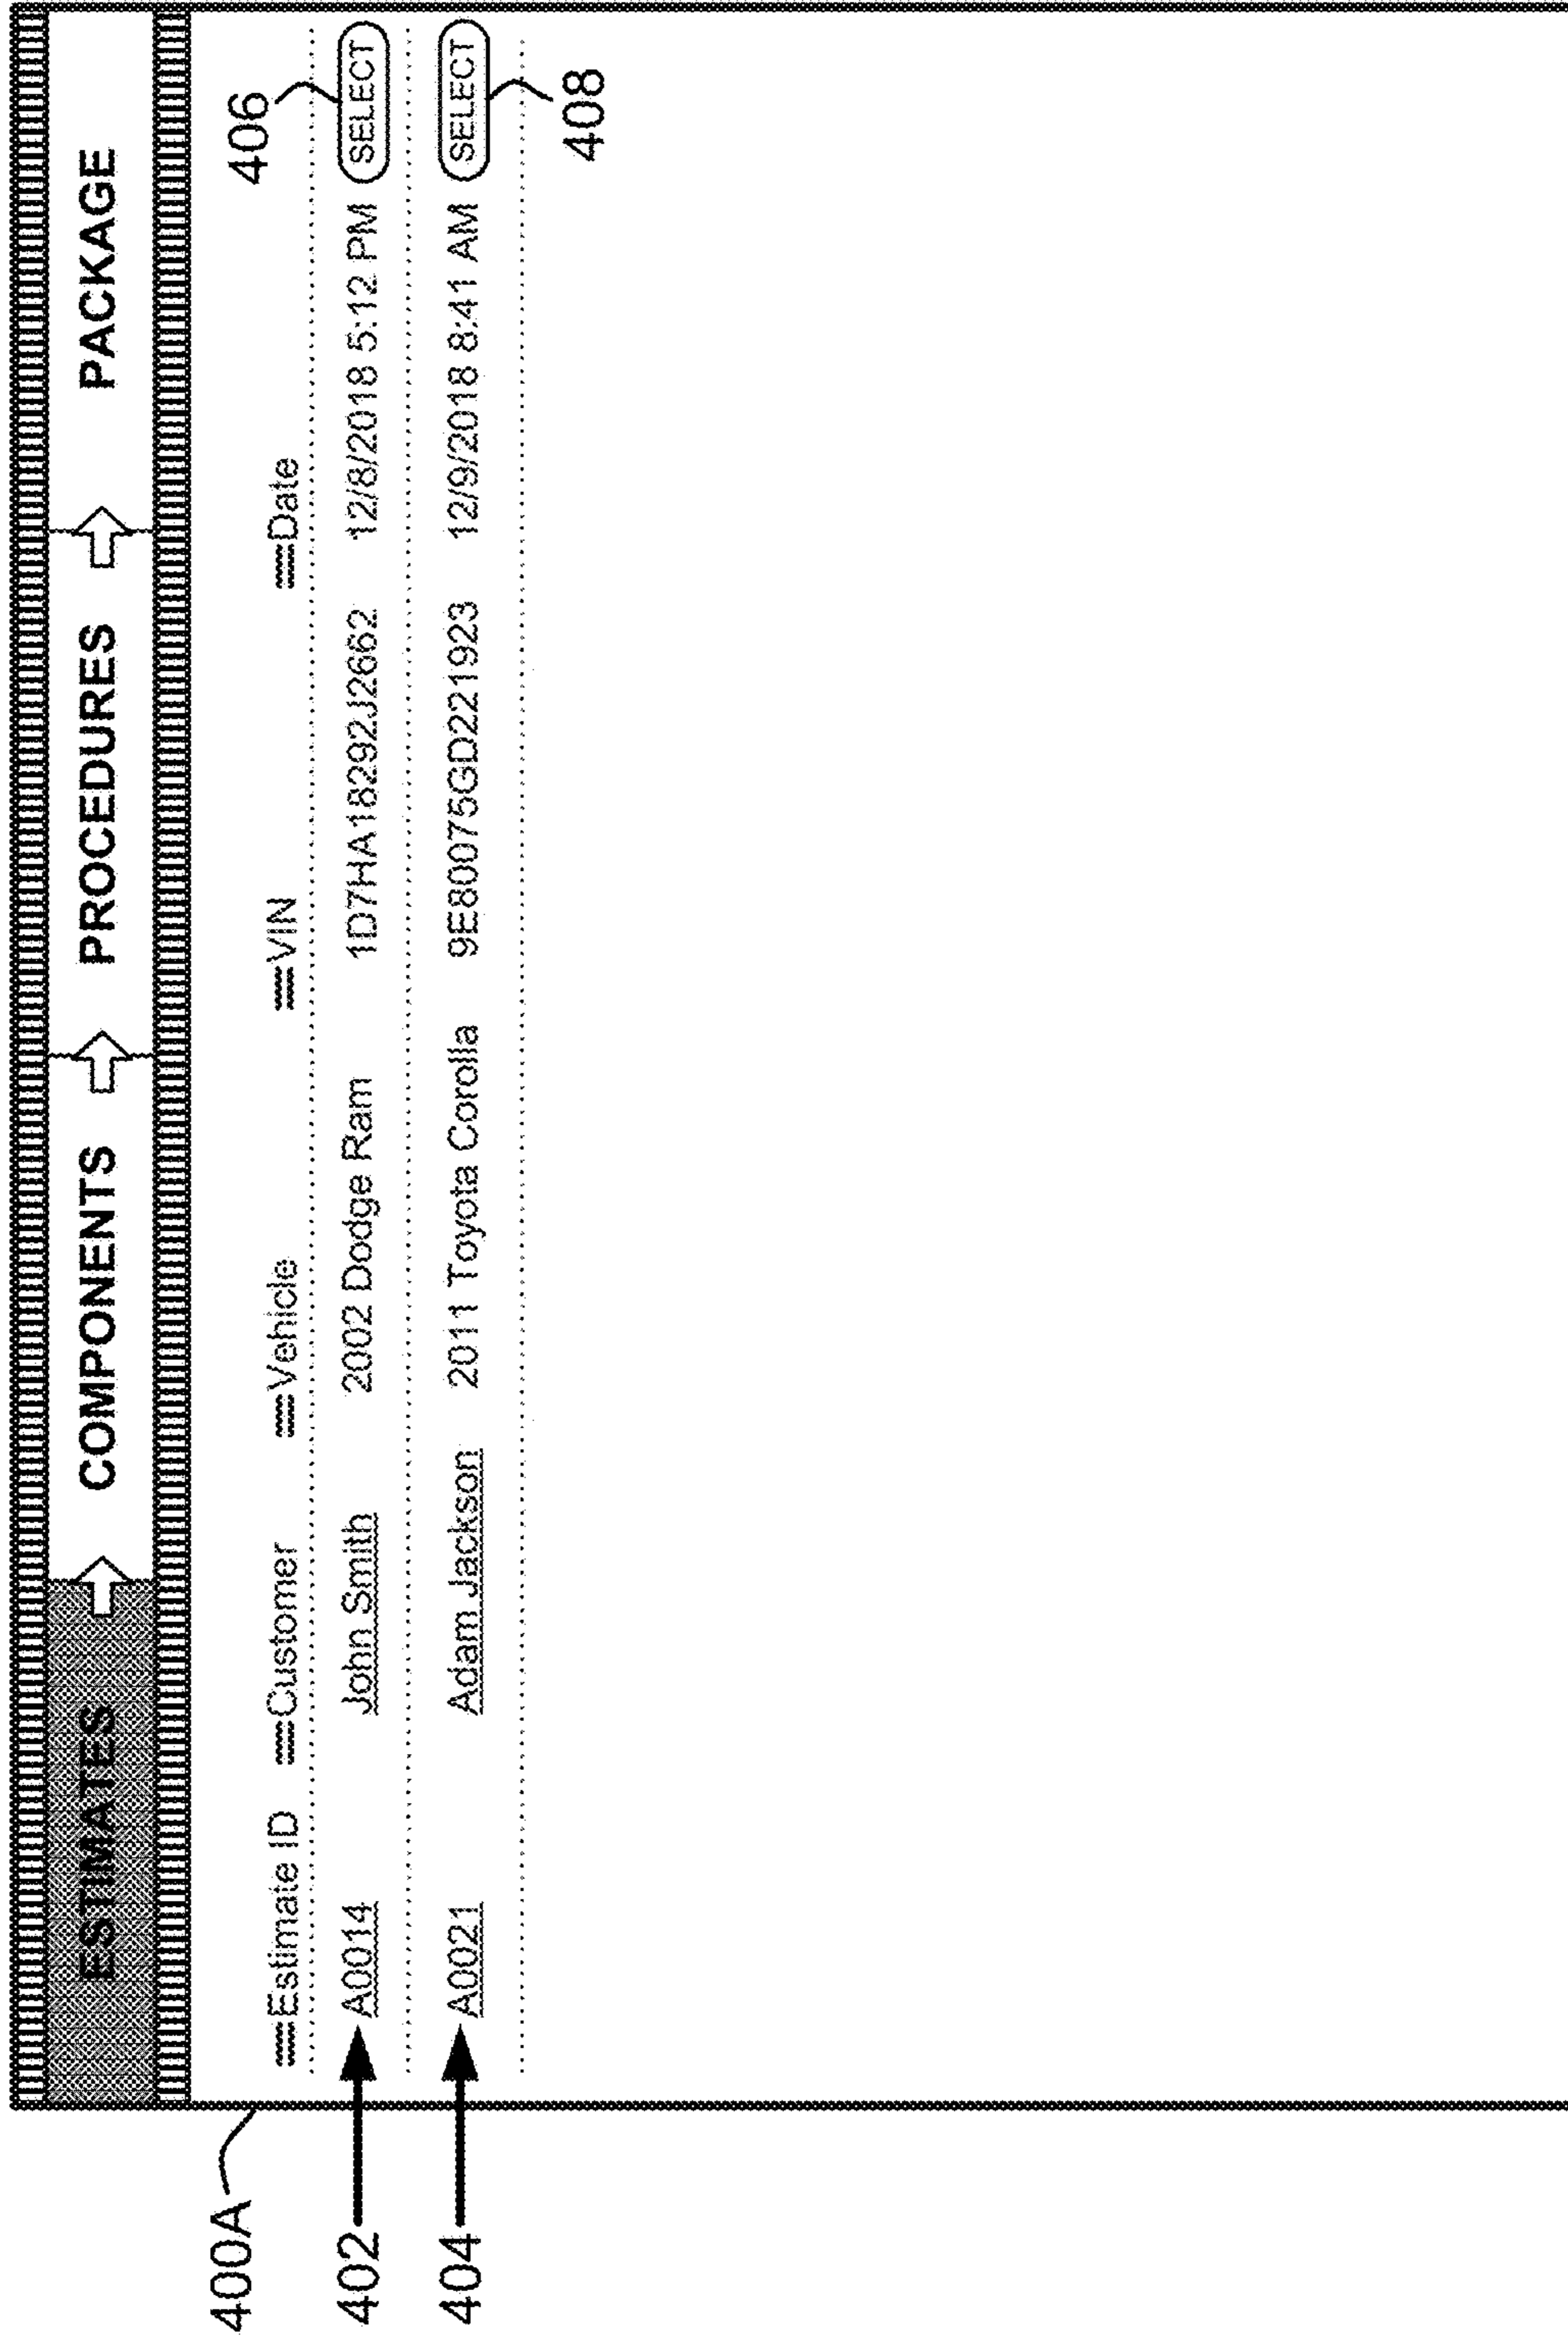 400A
ESTIMATES COMPONENTS PROCEDURES PACKAGE
406
Estimate ID Customer Vehicle VIN Date
402 A0014 John Smith 2002 Dodge Ram 1D7HA18292J2662 12/8/2018 5:12 PM SELECT
404 A0021 Adam Jackson 2011 Toyota Corolla 9E80075GD221923 12/9/2018 8:41 AM SELECT
408